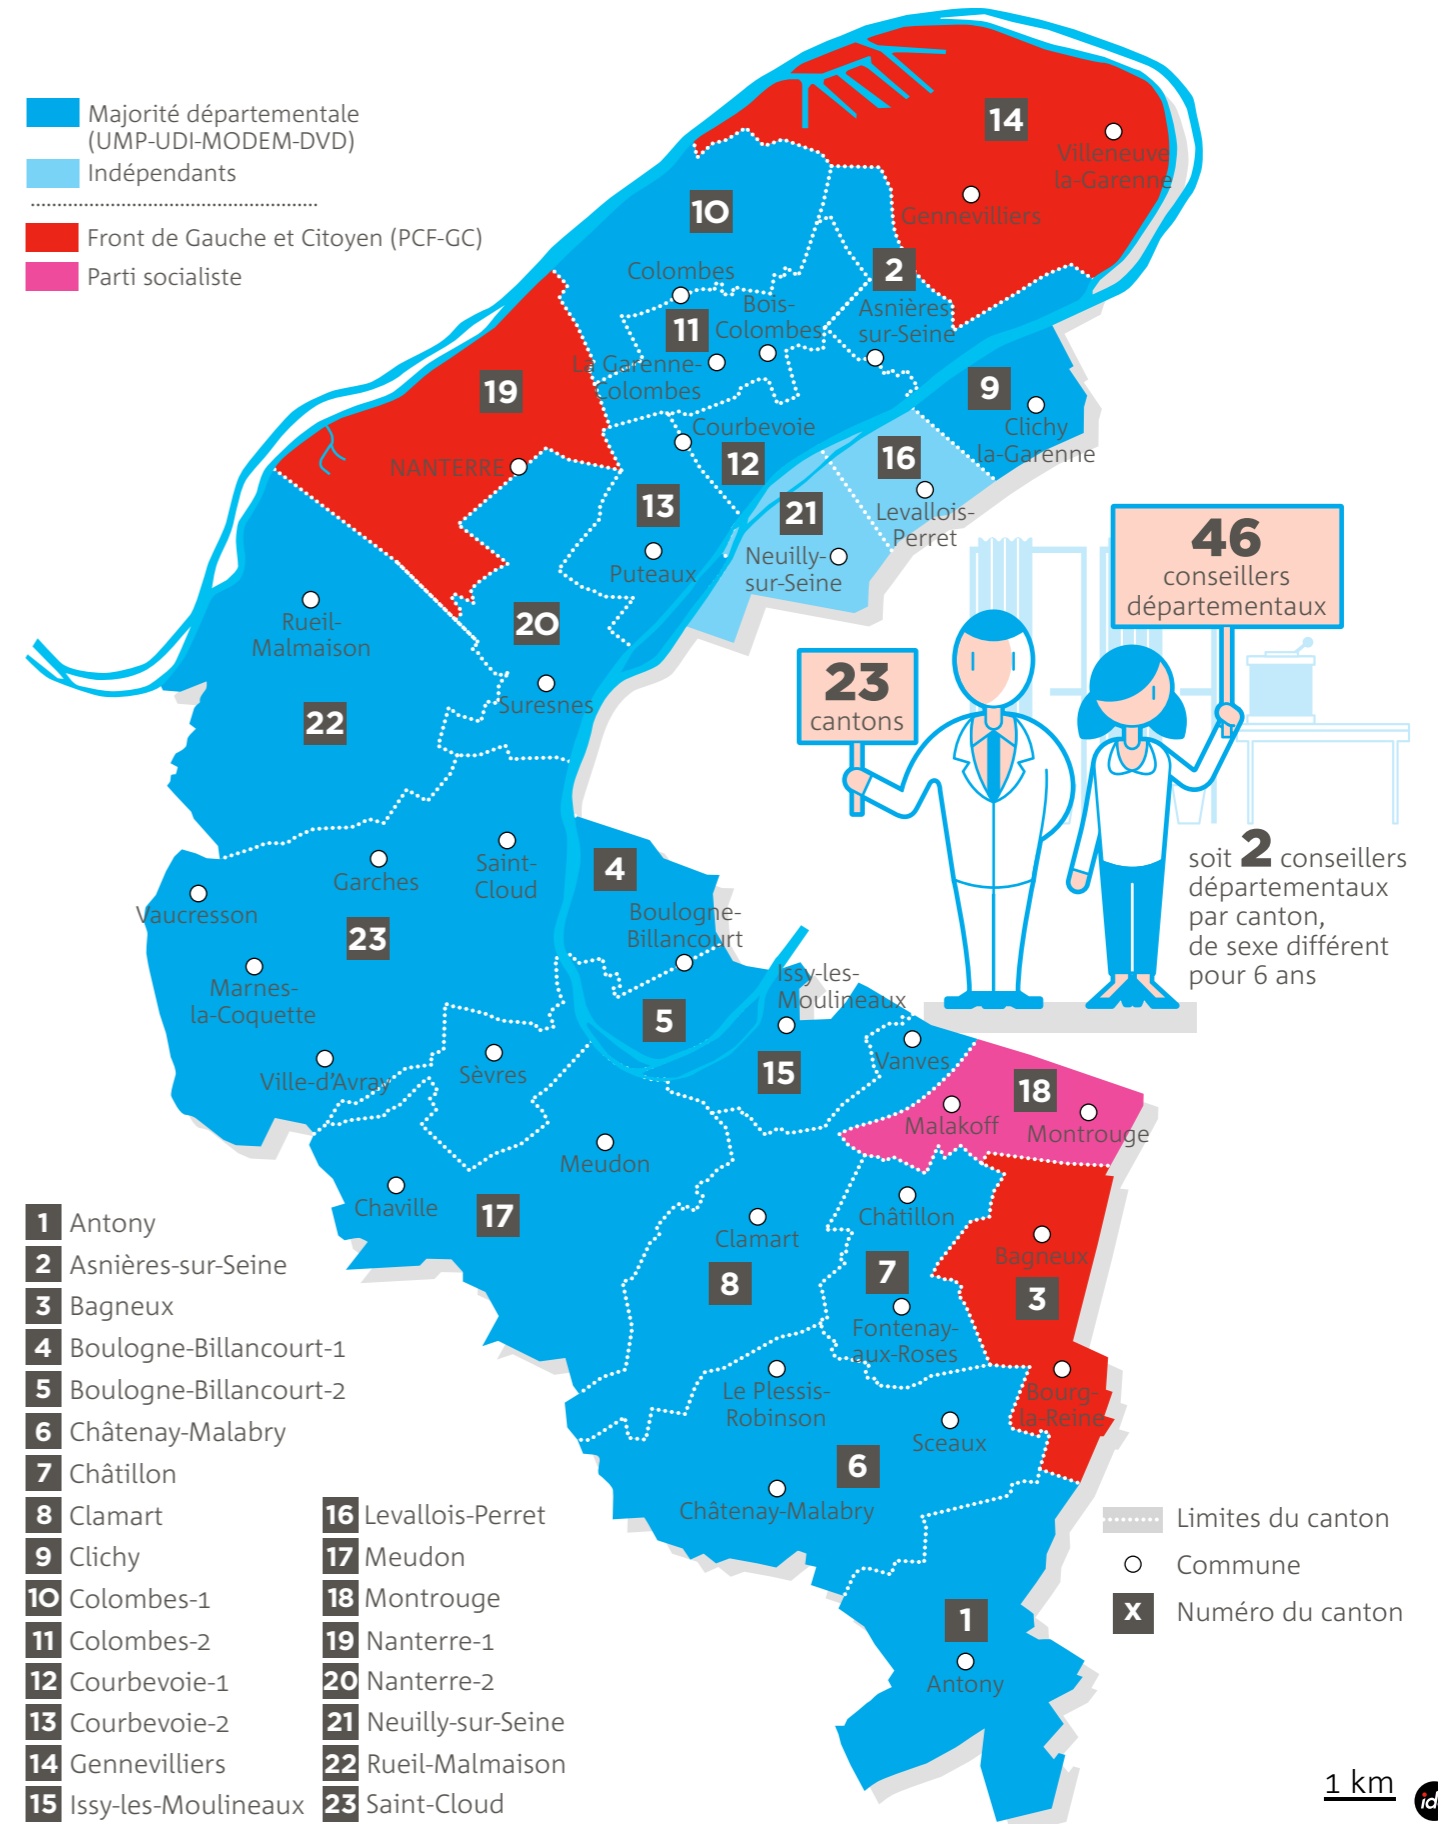 Majorité départementale
(UMP-UDI-MODEM-DVD)
Indépendants
Front de Gauche et Citoyen (PCF-GC)
Parti socialiste
14
Villeneuve
la-Garenne
Gennevilliers
10
2
Colombes
Bois-
Colombes
Asnières
sur-Seine
11
La Garenne-
Colombes
19
9
Clichy
la-Garenne
Courbevoie
12
16
NANTERRE
Levallois-
Perret
13
21
Puteaux
Neuilly-
sur-Seine
46
conseillers
départementaux
Rueil-
Malmaison
20
Suresnes
22
23
cantons
soit 2 conseillers
départementaux
par canton,
de sexe différent
pour 6 ans
Garches
Saint-
Cloud
4
Vaucresson
Boulogne-
Billancourt
23
Marnes-
la-Coquette
5
Issy-les-
Moulineaux
Ville-d'Avray
Sèvres
15
Vanves
18
Malakoff
Montrouge
Meudon
Chaville
17
Clamart
Châtillon
Bagneux
8
7
3
Fontenay-
aux-Roses
Le Plessis-
Robinson
Bourg-
la-Reine
Sceaux
6
Châtenay-Malabry
1
Antony
1 Antony
2 Asnières-sur-Seine
3 Bagneux
4 Boulogne-Billancourt-1
5 Boulogne-Billancourt-2
6 Châtenay-Malabry
7 Châtillon
8 Clamart
9 Clichy
10 Colombes-1
11 Colombes-2
12 Courbevoie-1
13 Courbevoie-2
14 Gennevilliers
15 Issy-les-Moulineaux
16 Levallois-Perret
17 Meudon
18 Montrouge
19 Nanterre-1
20 Nanterre-2
21 Neuilly-sur-Seine
22 Rueil-Malmaison
23 Saint-Cloud
Limites du canton
Commune
X Numéro du canton
1 km